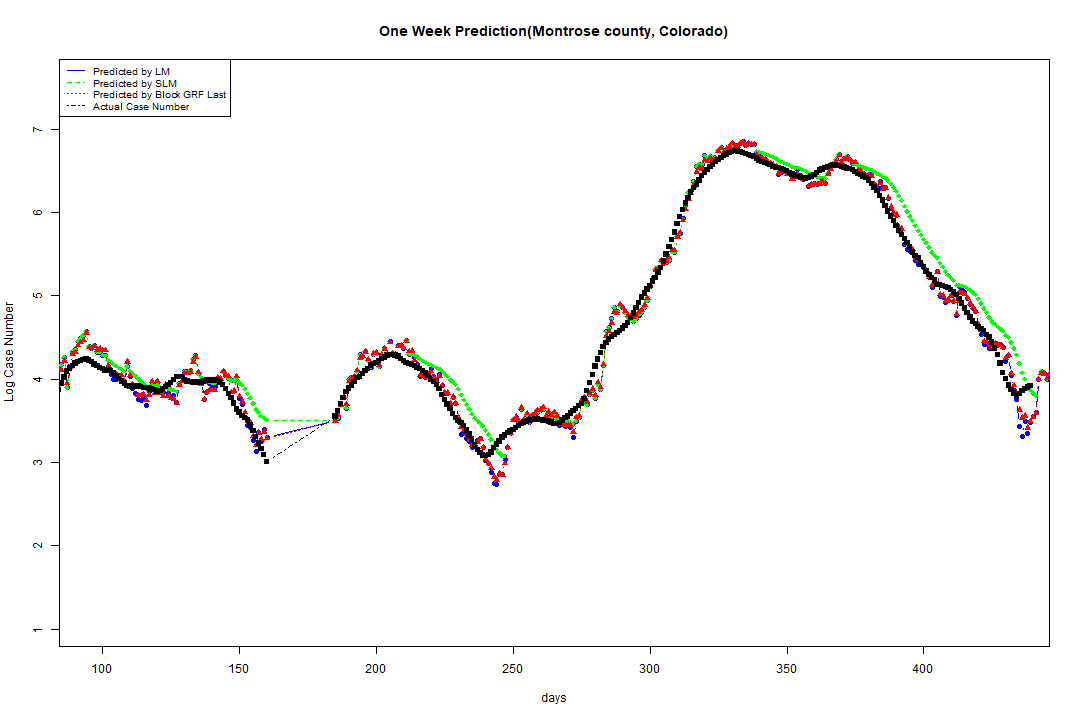 One Week Prediction(Montrose county, Colorado)
Predicted by LM
Predicted by SLM
Predicted by Block GRF Last
Actual Case Number
Log Case Number
7
6
5
4
3
2
1
100 150 200 250 300 350 400
days